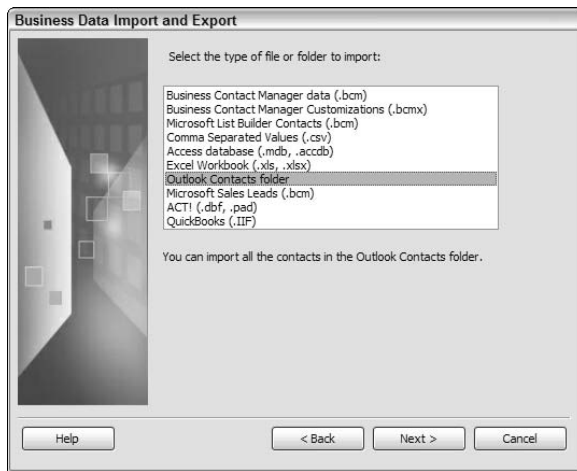 Business Data Import and Export
Select the type of file or folder to import:
Business Contact Manager data (.bcm)
Business Contact Manager Customizations (.bcmx)
Microsoft List Builder Contacts (.bcm)
Comma Separated Values (.csv)
Access database (.mdb, .accdb)
Excel Workbook (.xls, .xlsx)
Outlook Contacts folder
Microsoft Sales Leads (.bcm)
ACT! (.dbf, .pad)
QuickBooks (.IIF)
You can import all the contacts in the Outlook Contacts folder.
Help
< Back
Next >
Cancel